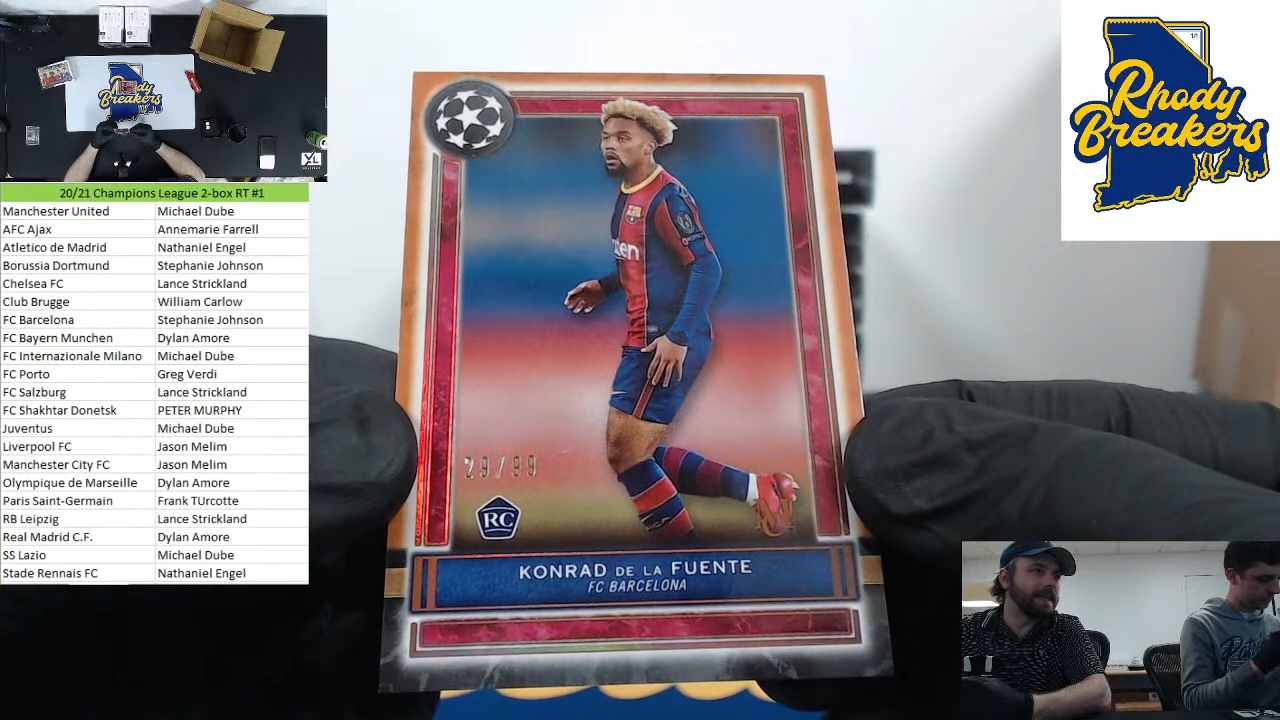 20/21 Champions League 2-box RT #1
Manchester United Michael Dube
AFC Ajax Annemarie Farrell
Atletico de Madrid Nathaniel Engel
Borussia Dortmund Stephanie Johnson
Chelsea FC Lance Strickland
Club Brugge William Carlow
FC Barcelona Stephanie Johnson
FC Bayern Munchen Dylan Amore
FC Internazionale Milano Michael Dube
FC Porto Greg Verdi
FC Salzburg Lance Strickland
FC Shakhtar Donetsk PETER MURPHY
Juventus Michael Dube
Liverpool FC Jason Melim
Manchester City FC Jason Melim
Olympique de Marseille Dylan Amore
Paris Saint-Germain Frank TUrcotte
RB Leipzig Lance Strickland
Real Madrid C.F. Dylan Amore
SS Lazio Michael Dube
Stade Rennais FC Nathaniel Engel
Rhody
Breakers
XL
29/99
RC
KONRAD DE LA FUENTE
FC BARCELONA
1/1
Rhody
Breakers